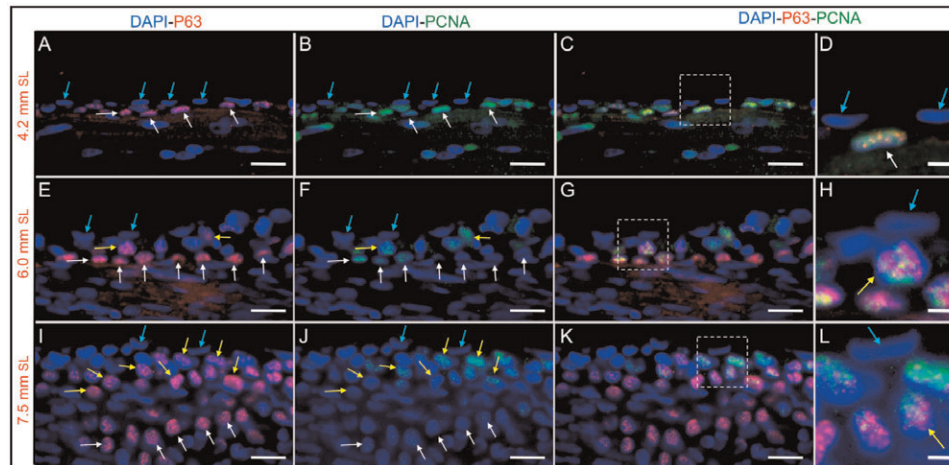 DAPI-P63 DAPI-PCNA DAPI-P63-PCNA
4.2 mm SL
A B C D
6.0 mm SL
E F G H
7.5 mm SL
I J K L